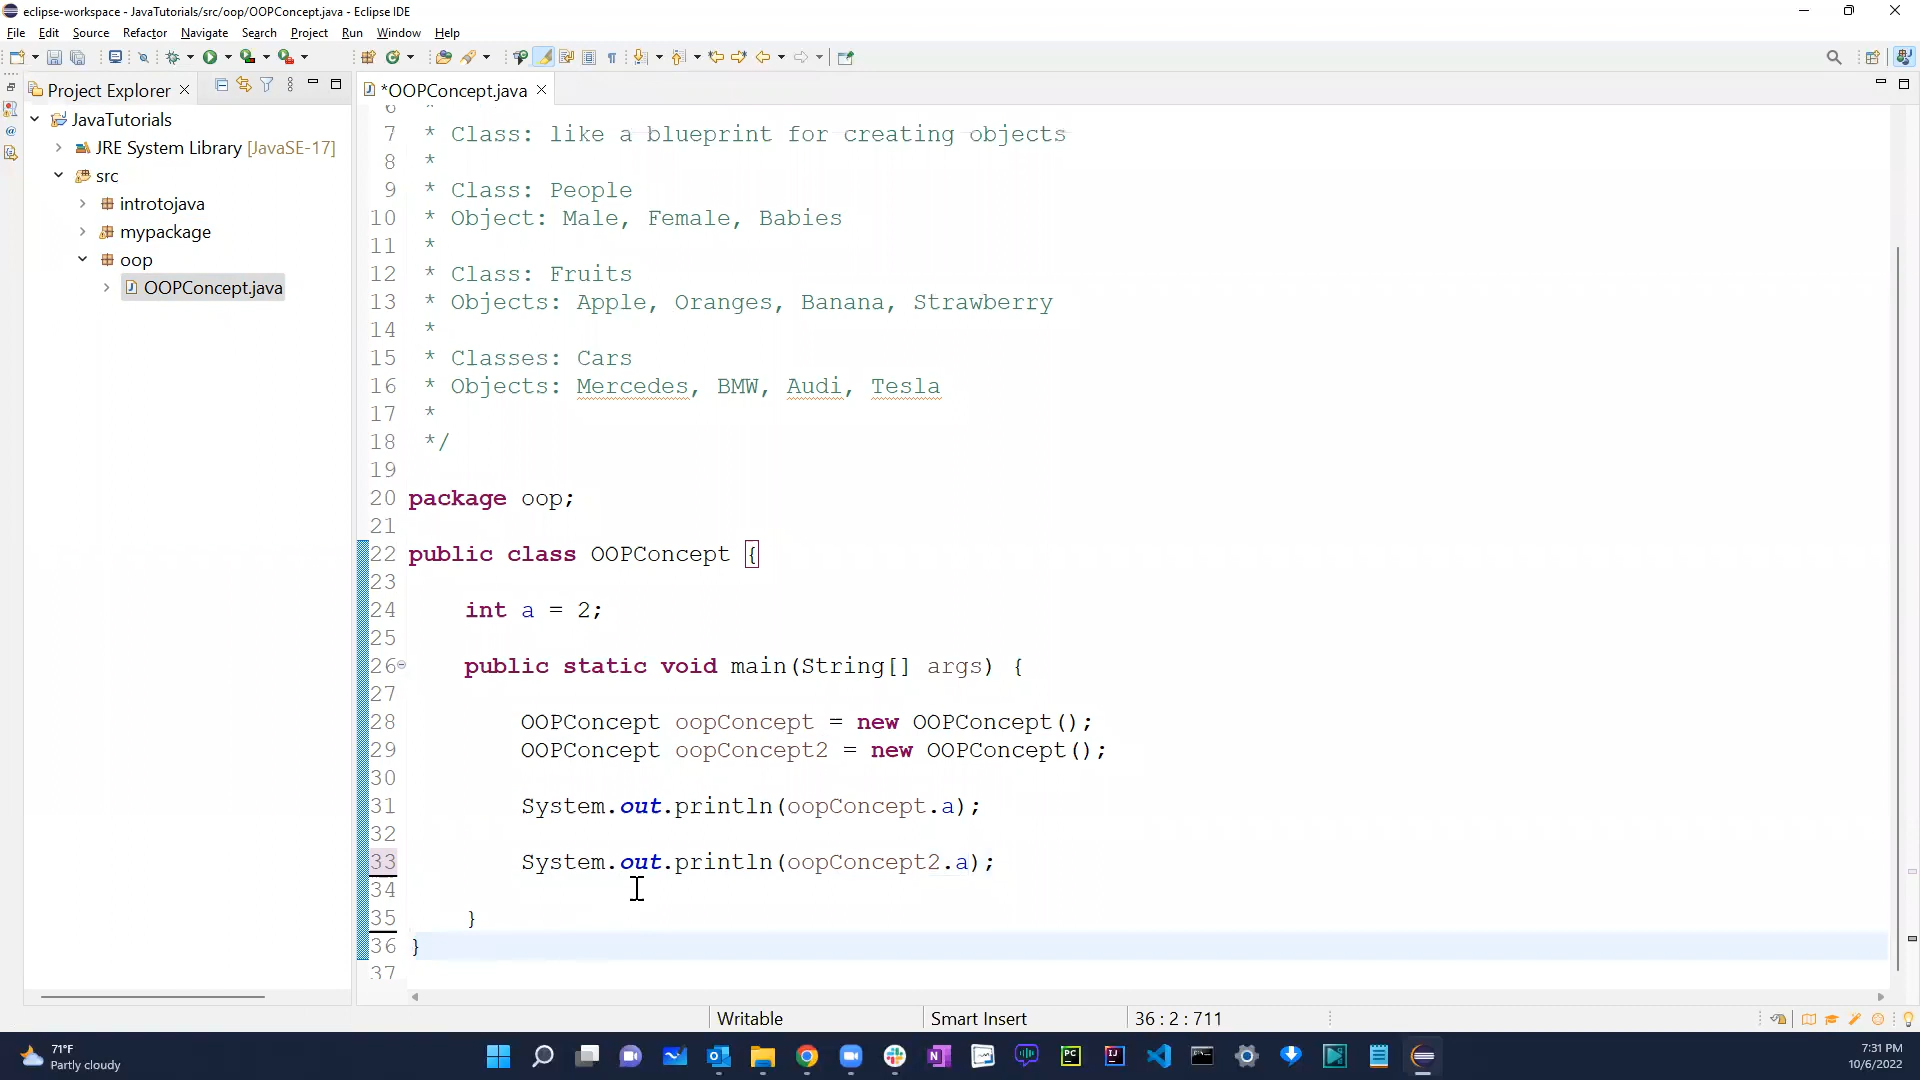 eclipse-workspace - JavaTutorials/src/oop/OOPConcept.java - Eclipse IDE
File Edit Source Refactor Navigate Search Project Run Window Help
Project Explorer
*OOPConcept.java
JavaTutorials
JRE System Library [JavaSE-17]
src
introtojava
mypackage
oop
OOPConcept.java
6 *
7 * Class: like a blueprint for creating objects
8 *
9 * Class: People
10 * Object: Male, Female, Babies
11 *
12 * Class: Fruits
13 * Objects: Apple, Oranges, Banana, Strawberry
14 *
15 * Classes: Cars
16 * Objects: Mercedes, BMW, Audi, Tesla
17 *
18 */
19
20 package oop;
21
22 public class OOPConcept {
23
24 int a = 2;
25
26 public static void main(String[] args) {
27
28 OOPConcept oopConcept = new OOPConcept();
29 OOPConcept oopConcept2 = new OOPConcept();
30
31 System.out.println(oopConcept.a);
32
33 System.out.println(oopConcept2.a);
34
35 }
36 }
37
Writable Smart Insert 36 : 2 : 711
71°F
Partly cloudy
7:31 PM
10/6/2022